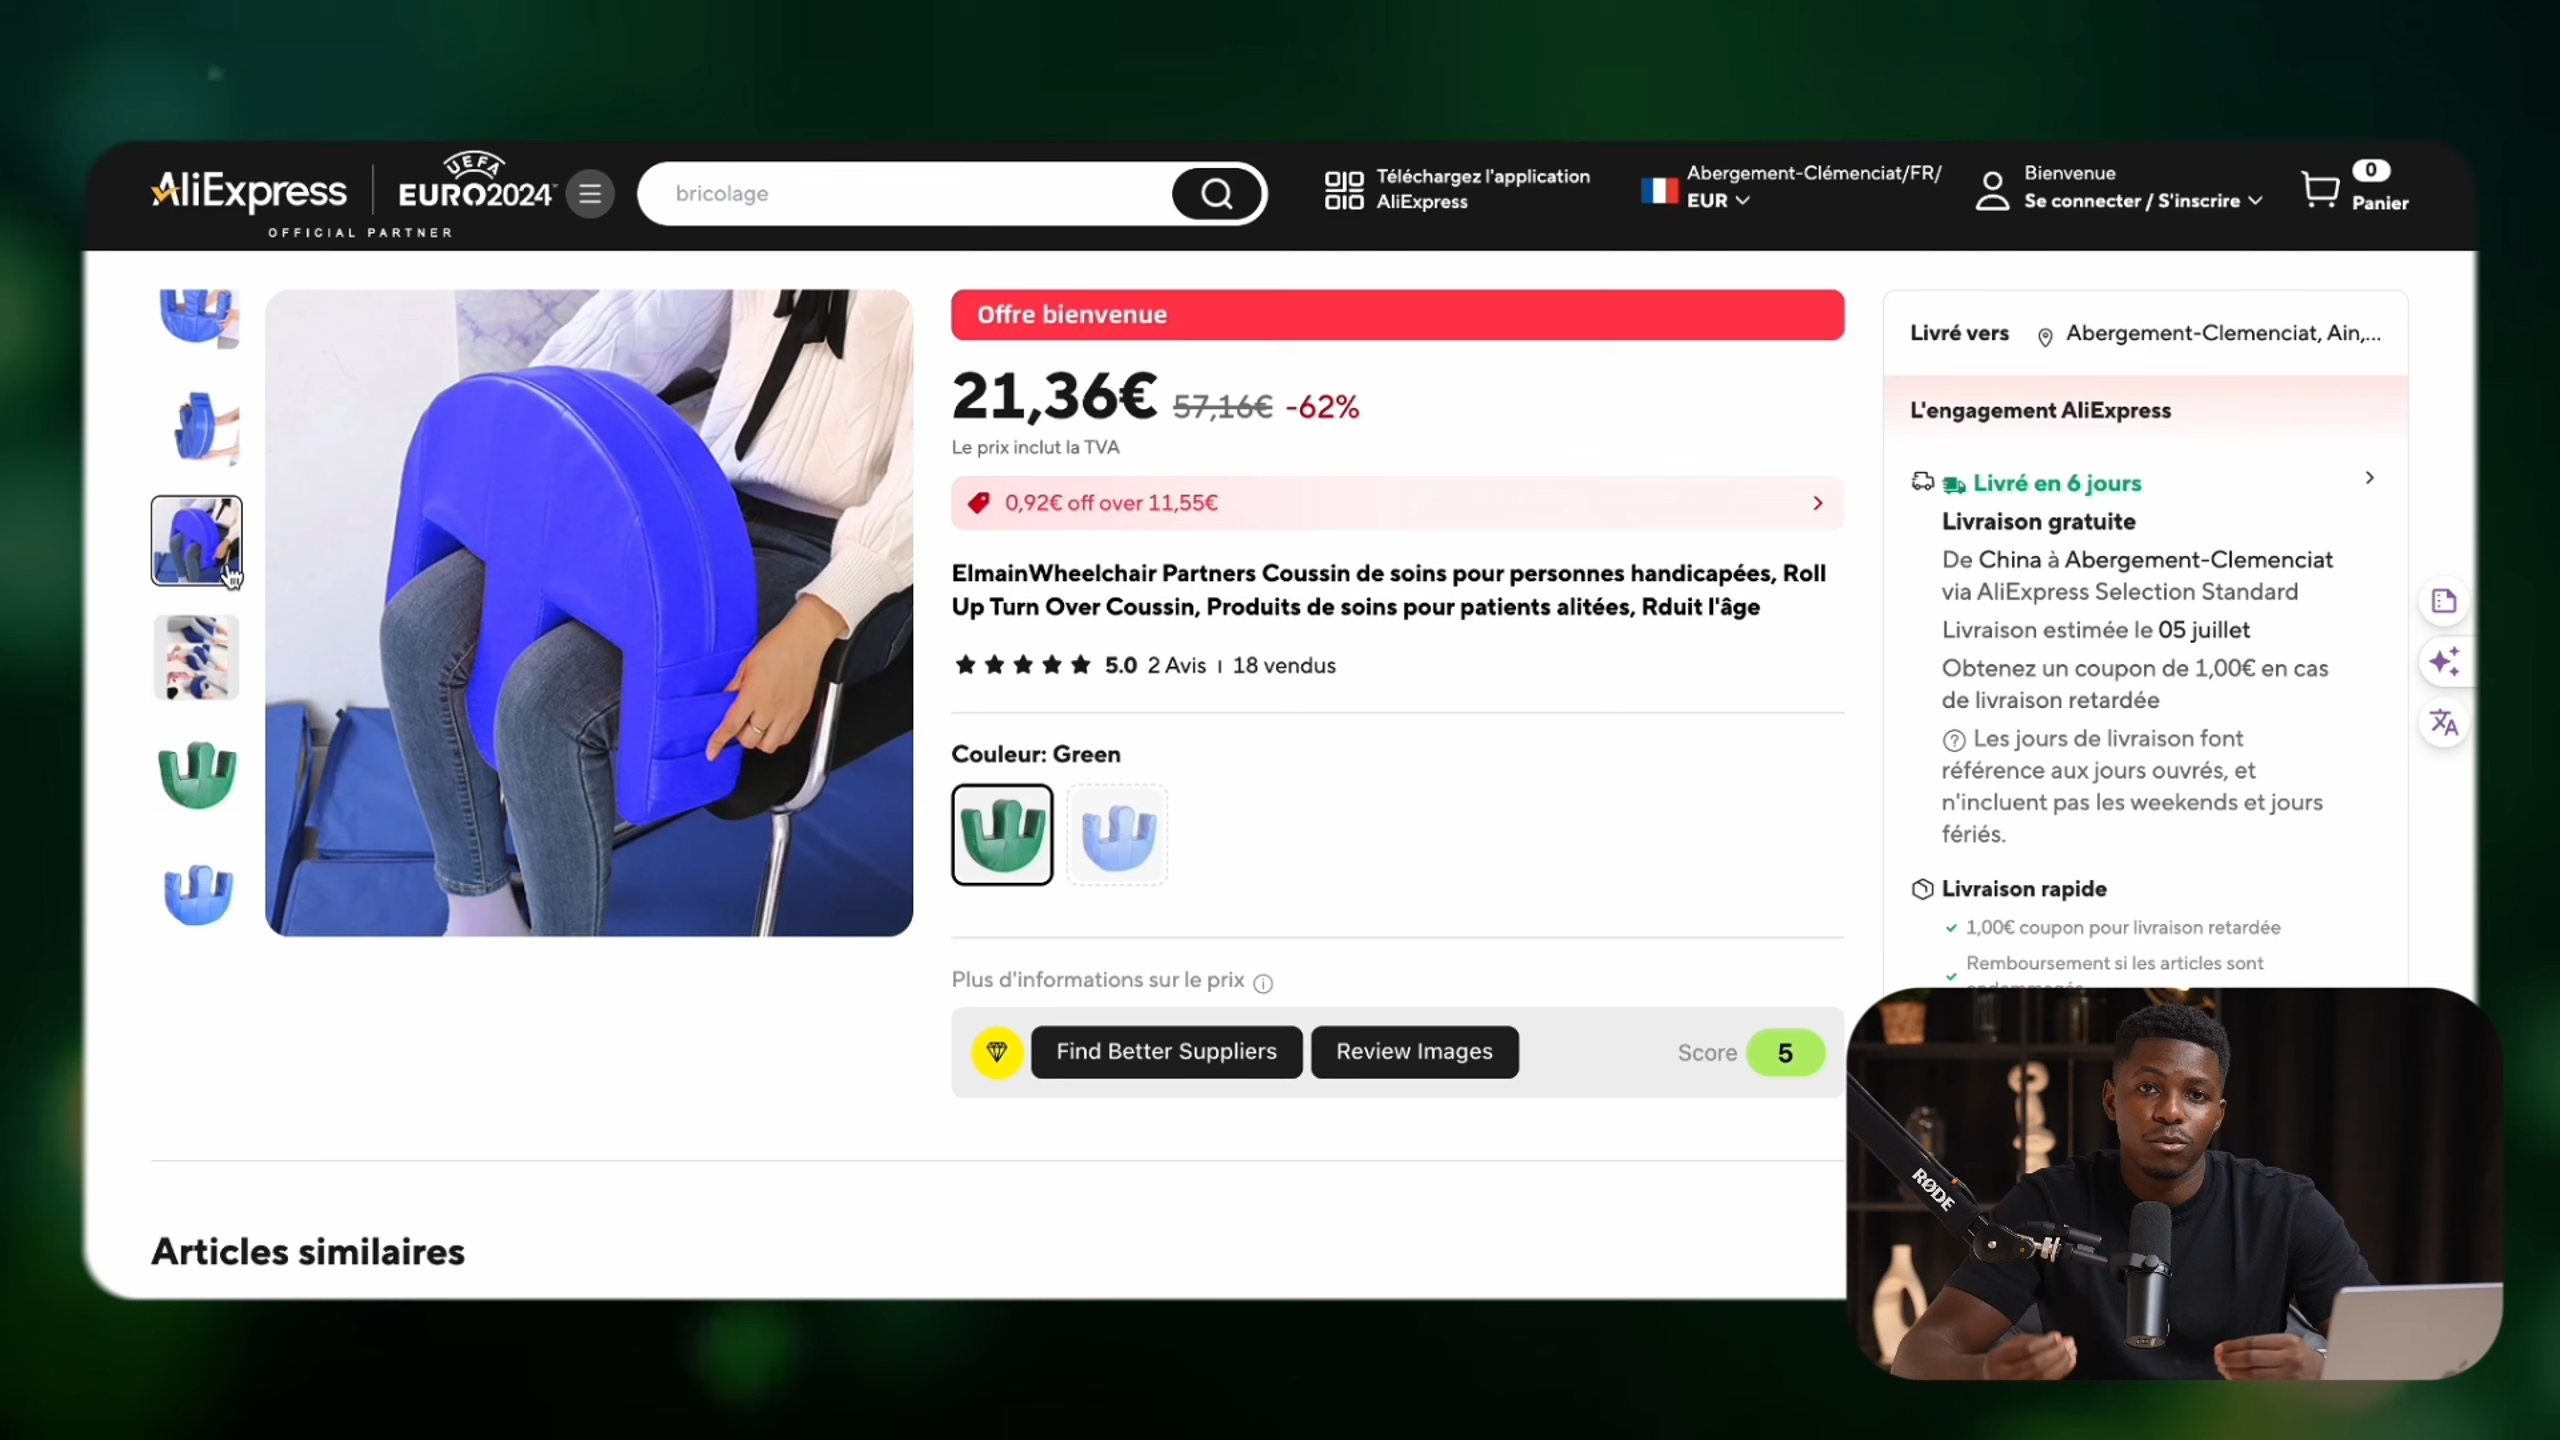 AliExpress
UEFA
EURO2024
OFFICIAL PARTNER
bricolage
Téléchargez l'application
AliExpress
Abergement-Clémenciat/FR/
EUR
Bienvenue
Se connecter / S'inscrire
0
Panier
Offre bienvenue
21,36€ 57,16€ -62%
Le prix inclut la TVA
0,92€ off over 11,55€
ElmainWheelchair Partners Coussin de soins pour personnes handicapées, Roll
Up Turn Over Coussin, Produits de soins pour patients alités, Rduit l'âge
5.0 2 Avis | 18 vendus
Couleur: Green
Plus d'informations sur le prix
Find Better Suppliers
Review Images
Score 5
Livré vers Abergement-Clemenciat, Ain,...
L'engagement AliExpress
Livré en 6 jours
Livraison gratuite
De China à Abergement-Clemenciat
via AliExpress Selection Standard
Livraison estimée le 05 juillet
Obtenez un coupon de 1,00€ en cas
de livraison retardée
Les jours de livraison font
référence aux jours ouvrés, et
n'incluent pas les weekends et jours
fériés.
Livraison rapide
1,00€ coupon pour livraison retardée
Remboursement si les articles sont
Articles similaires
RØDE